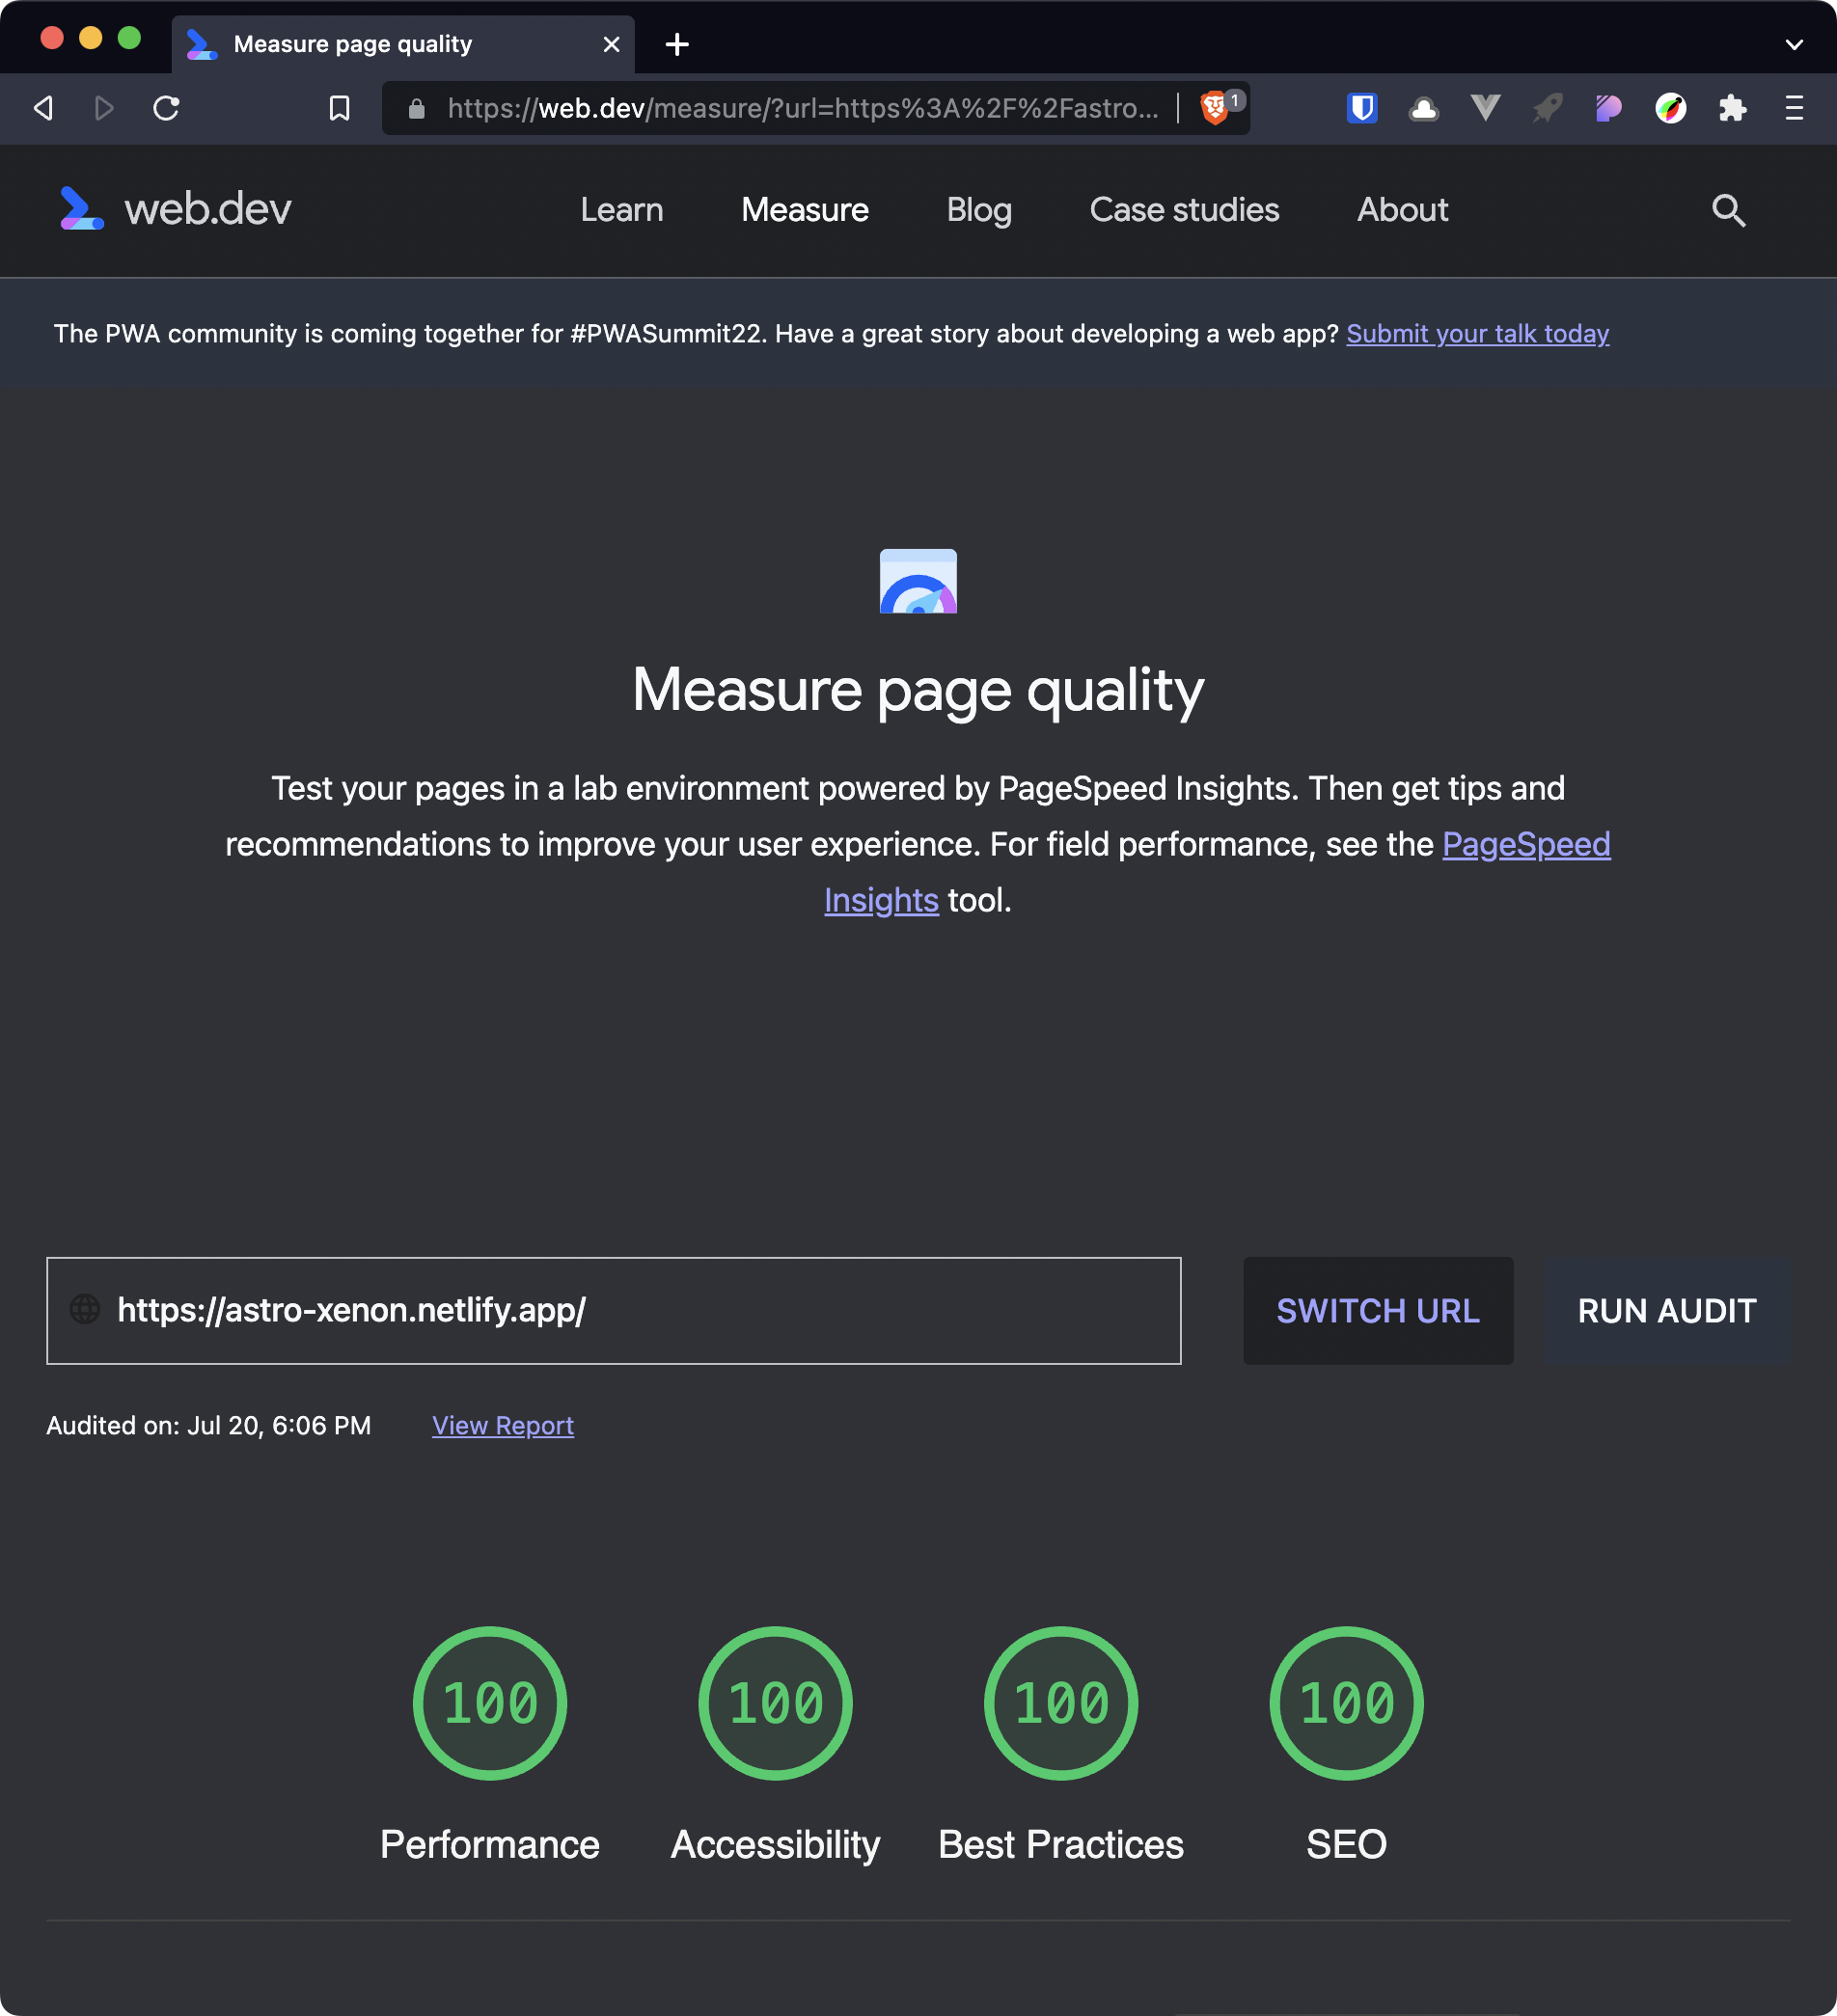 Measure page quality
https://web.dev/measure/?url=https%3A%2F%2Fastro...
1
web.dev
Learn
Measure
Blog
Case studies
About
The PWA community is coming together for #PWASummit22. Have a great story about developing a web app? Submit your talk today
Measure page quality
Test your pages in a lab environment powered by PageSpeed Insights. Then get tips and
recommendations to improve your user experience. For field performance, see the PageSpeed
Insights tool.
https://astro-xenon.netlify.app/
SWITCH URL
RUN AUDIT
Audited on: Jul 20, 6:06 PM
View Report
100
100
100
100
Performance
Accessibility
Best Practices
SEO